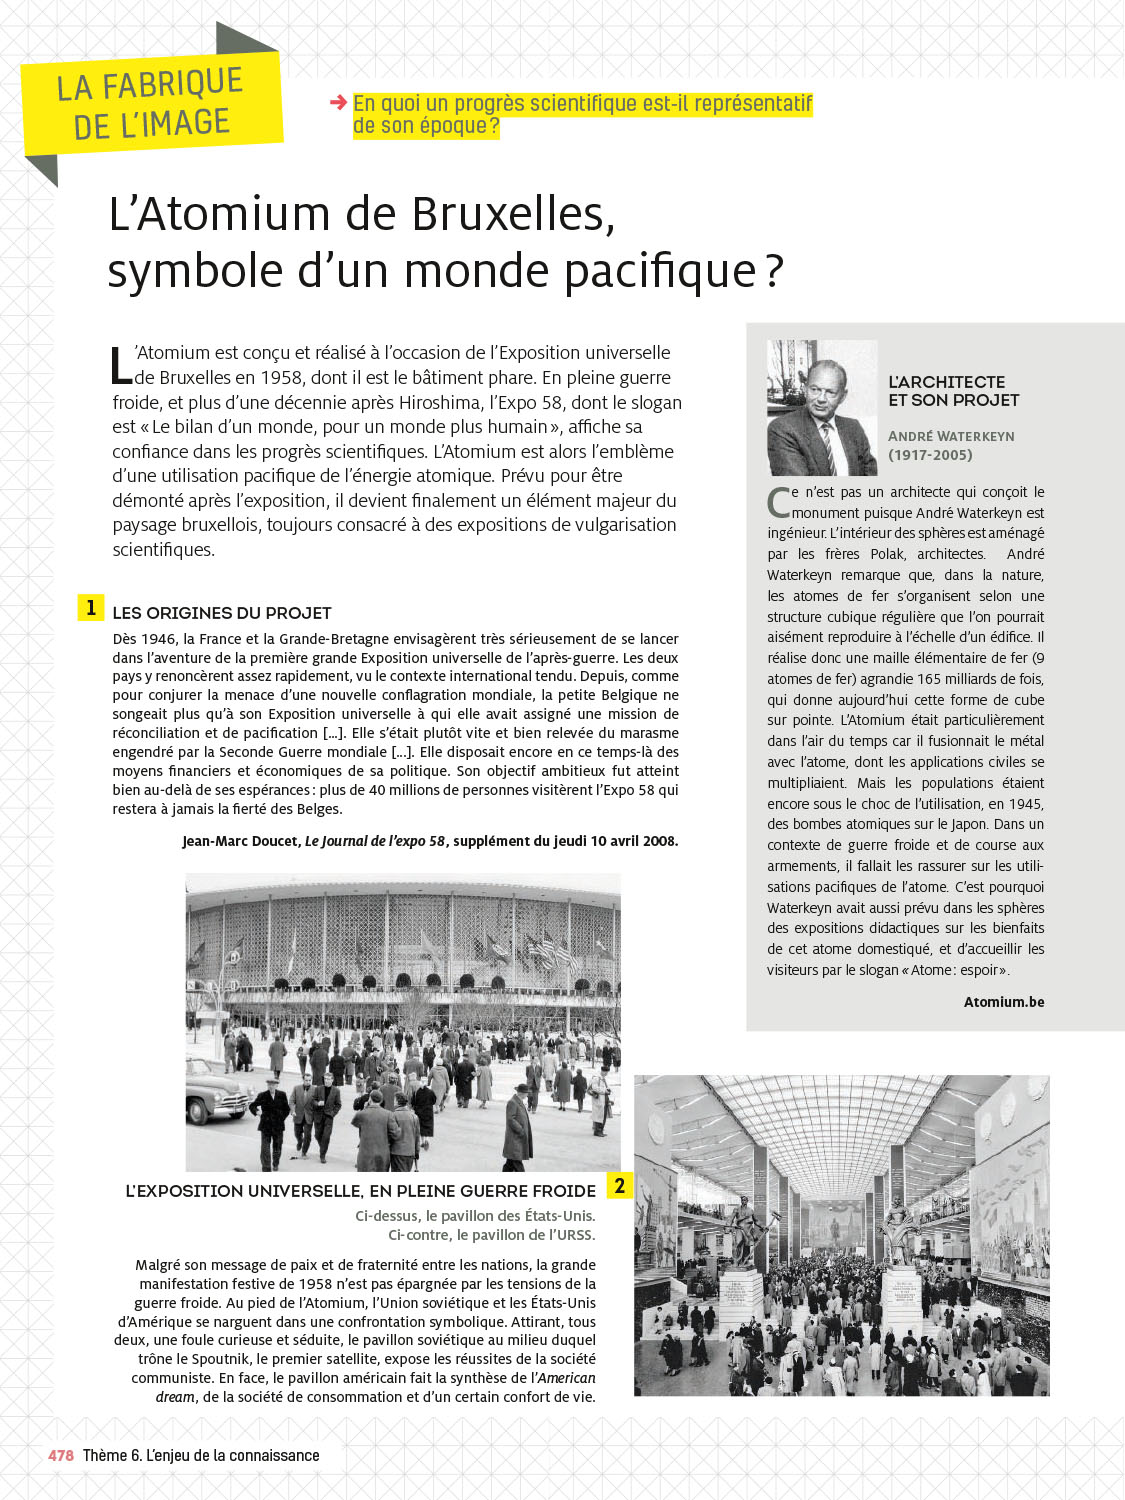 LA FABRIQUE
DE L'IMAGE
➔ En quoi un progrès scientifique est-il représentatif
de son époque ?
L'Atomium de Bruxelles,
symbole d'un monde pacifique ?
L'Atomium est conçu et réalisé à l'occasion de l'Exposition universelle
de Bruxelles en 1958, dont il est le bâtiment phare. En pleine guerre
froide, et plus d'une décennie après Hiroshima, l'Expo 58, dont le slogan
est « Le bilan d'un monde, pour un monde plus humain », affiche sa
confiance dans les progrès scientifiques. L'Atomium est alors l'emblème
d'une utilisation pacifique de l'énergie atomique. Prévu pour être
démonté après l'exposition, il devient finalement un élément majeur du
paysage bruxellois, toujours consacré à des expositions de vulgarisation
scientifiques.
1 LES ORIGINES DU PROJET
Dès 1946, la France et la Grande-Bretagne envisagèrent très sérieusement de se lancer
dans l'aventure de la première grande Exposition universelle de l'après-guerre. Les deux
pays y renoncèrent assez rapidement, vu le contexte international tendu. Depuis, comme
pour conjurer la menace d'une nouvelle conflagration mondiale, la petite Belgique ne
songeait plus qu'à son Exposition universelle à qui elle avait assigné une mission de
réconciliation et de pacification [...]. Elle s'était plutôt vite et bien relevée du marasme
engendré par la Seconde Guerre mondiale [...]. Elle disposait encore en ce temps-là des
moyens financiers et économiques de sa politique. Son objectif ambitieux fut atteint
bien au-delà de ses espérances : plus de 40 millions de personnes visitèrent l'Expo 58 qui
restera à jamais la fierté des Belges.
Jean-Marc Doucet, Le Journal de l'expo 58, supplément du jeudi 10 avril 2008.
L'ARCHITECTE
ET SON PROJET
ANDRÉ WATERKEYN
(1917-2005)
Ce n'est pas un architecte qui conçoit le
monument puisque André Waterkeyn est
ingénieur. L'intérieur des sphères est aménagé
par les frères Polak, architectes. André
Waterkeyn remarque que, dans la nature,
les atomes de fer s'organisent selon une
structure cubique régulière que l'on pourrait
aisément reproduire à l'échelle d'un édifice. Il
réalise donc une maille élémentaire de fer (9
atomes de fer) agrandie 165 milliards de fois,
qui donne aujourd'hui cette forme de cube
sur pointe. L'Atomium était particulièrement
dans l'air du temps car il fusionnait le métal
avec l'atome, dont les applications civiles se
multipliaient. Mais les populations étaient
encore sous le choc de l'utilisation, en 1945,
des bombes atomiques sur le Japon. Dans un
contexte de guerre froide et de course aux
armements, il fallait les rassurer sur les utili-
sations pacifiques de l'atome. C'est pourquoi
Waterkeyn avait aussi prévu dans les sphères
des expositions didactiques sur les bienfaits
de cet atome domestiqué, et d'accueillir les
visiteurs par le slogan « Atome : espoir ».
Atomium.be
L'EXPOSITION UNIVERSELLE, EN PLEINE GUERRE FROIDE 2
Ci-dessus, le pavillon des États-Unis.
Ci-contre, le pavillon de l'URSS.
Malgré son message de paix et de fraternité entre les nations, la grande
manifestation festive de 1958 n'est pas épargnée par les tensions de la
guerre froide. Au pied de l'Atomium, l'Union soviétique et les États-Unis
d'Amérique se narguent dans une confrontation symbolique. Attirant, tous
deux, une foule curieuse et séduite, le pavillon soviétique au milieu duquel
trône le Spoutnik, le premier satellite, expose les réussites de la société
communiste. En face, le pavillon américain fait la synthèse de l'American
dream, de la société de consommation et d'un certain confort de vie.
478 Thème 6. L'enjeu de la connaissance